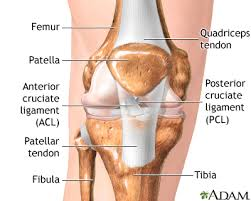 Femur
Quadriceps
tendon
Patella
Anterior
cruciate
ligament
(ACL)
Posterior
cruciate
ligament
(PCL)
Patellar
tendon
Fibula
Tibia
ADAM.